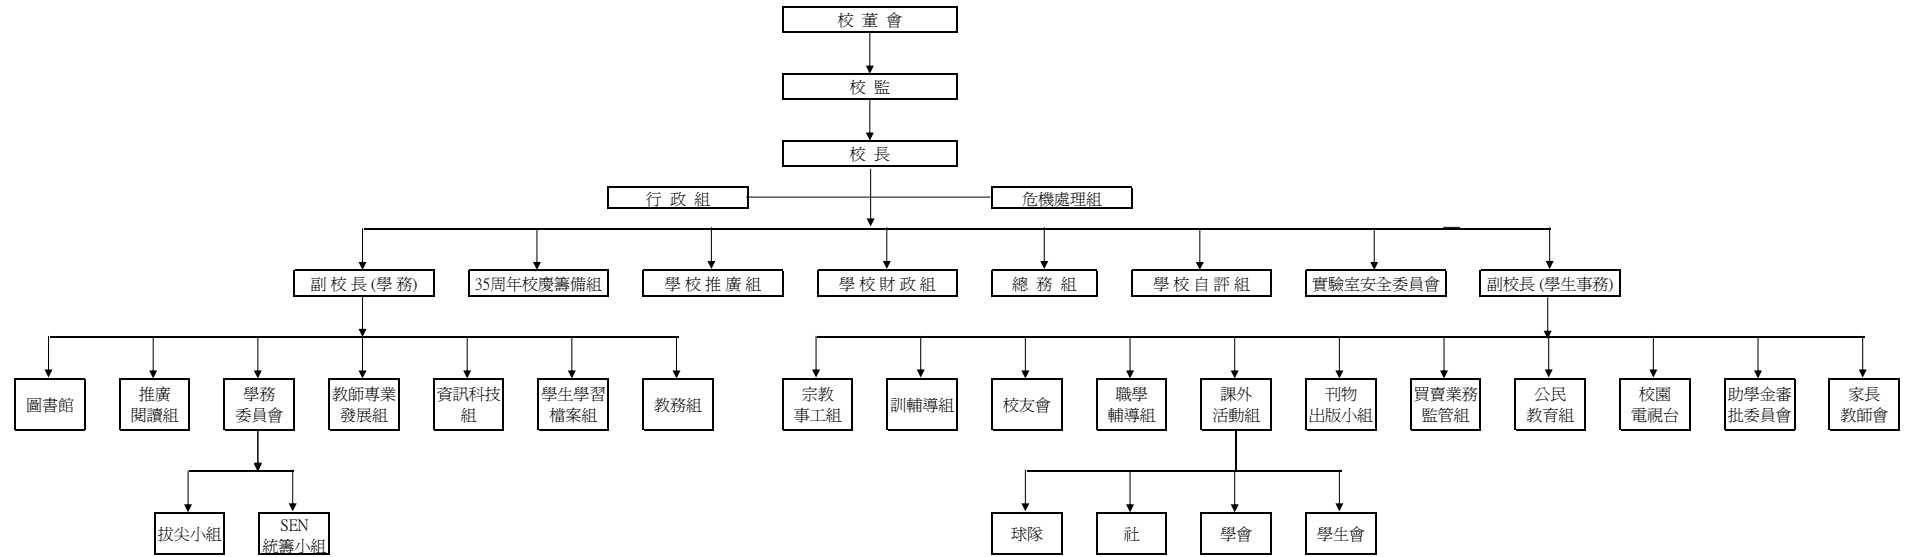 校 董 會
校 監
校 長
行 政 組
危機處理組
副 校 長 (學 務)
35周年校慶籌備組
學 校 推 廣 組
學 校 財 政 組
總 務 組
學 校 自 評 組
實驗室安全委員會
副校長 (學生事務)
圖書館
推廣
閱讀組
學務
委員會
教師專業
發展組
資訊科技
組
學生學習
檔案組
教務組
宗教
事工組
訓輔導組
校友會
職學
輔導組
課外
活動組
刊物
出版小組
買賣業務
監管組
公民
教育組
校園
電視台
助學金審
批委員會
家長
教師會
拔尖小組
SEN
統籌小組
球隊
社
學會
學生會